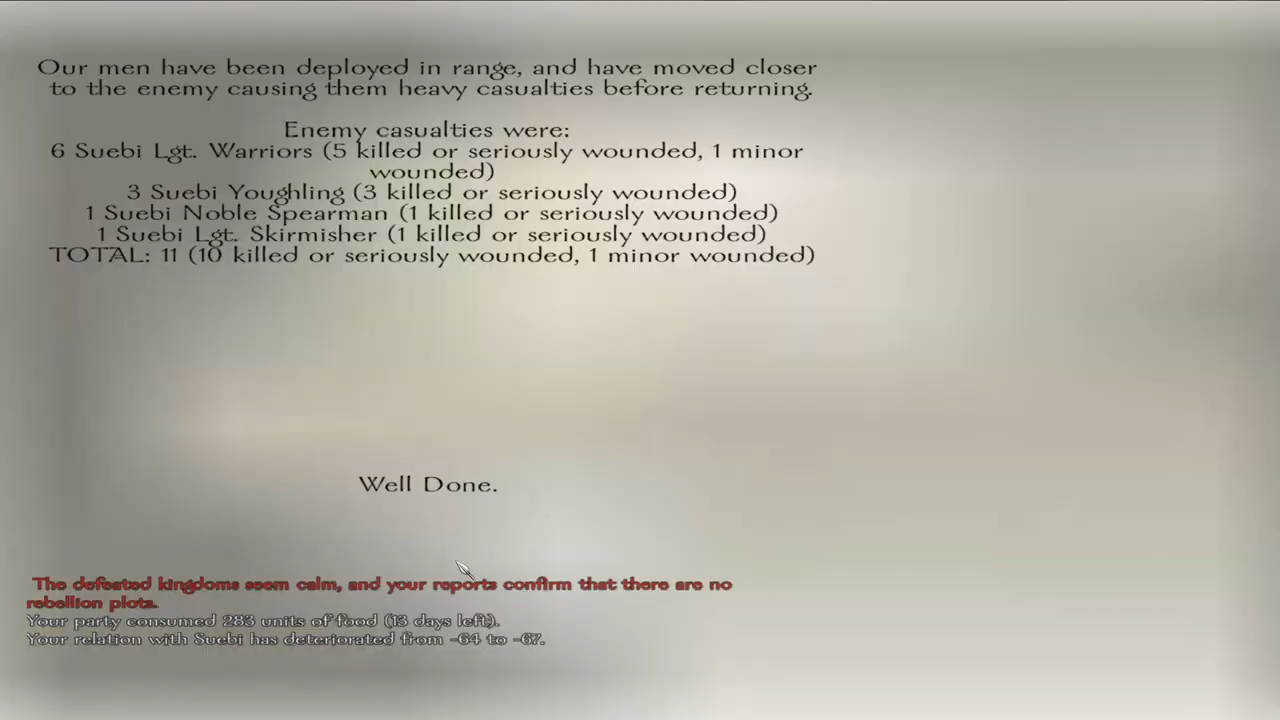 Our men have been deployed in range, and have moved closer
to the enemy causing them heavy casualties before returning.
Enemy casualties were:
6 Suebi Lgt. Warriors (5 killed or seriously wounded, 1 minor
wounded)
3 Suebi Youghling (3 killed or seriously wounded)
1 Suebi Noble Spearman (1 killed or seriously wounded)
1 Suebi Lgt. Skirmisher (1 killed or seriously wounded)
TOTAL: 11 (10 killed or seriously wounded, 1 minor wounded)
Well Done.
The defeated kingdoms seem calm, and your reports confirm that there are no
rebellion plots.
Your party consumed 283 units of food (13 days left).
Your relation with Suebi has deteriorated from -64 to -67.